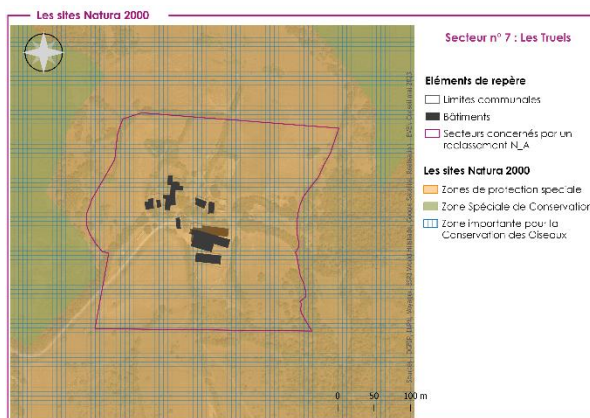 Les sites Natura 2000
Secteur n° 7 : Les Truels
Eléments de repère
Limites communales
Bâtiments
Secteurs concernés par un
reclassement N_A
Les sites Natura 2000
Zones de protection spéciale
Zone Spéciale de Conservation
Zone importante pour la
Conservation des Oiseaux
0 50 100 m